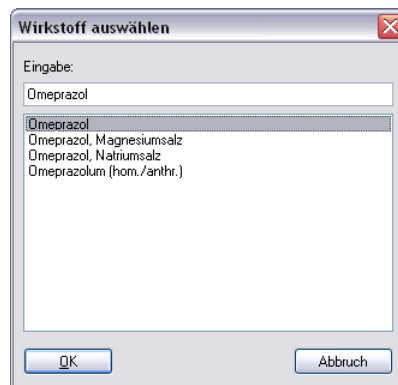 Wirkstoff auswählen
Eingabe:
Omeprazol
Omeprazol
Omeprazol, Magnesiumsalz
Omeprazol, Natriumsalz
Omeprazolum (hom./anthr.)
OK
Abbruch